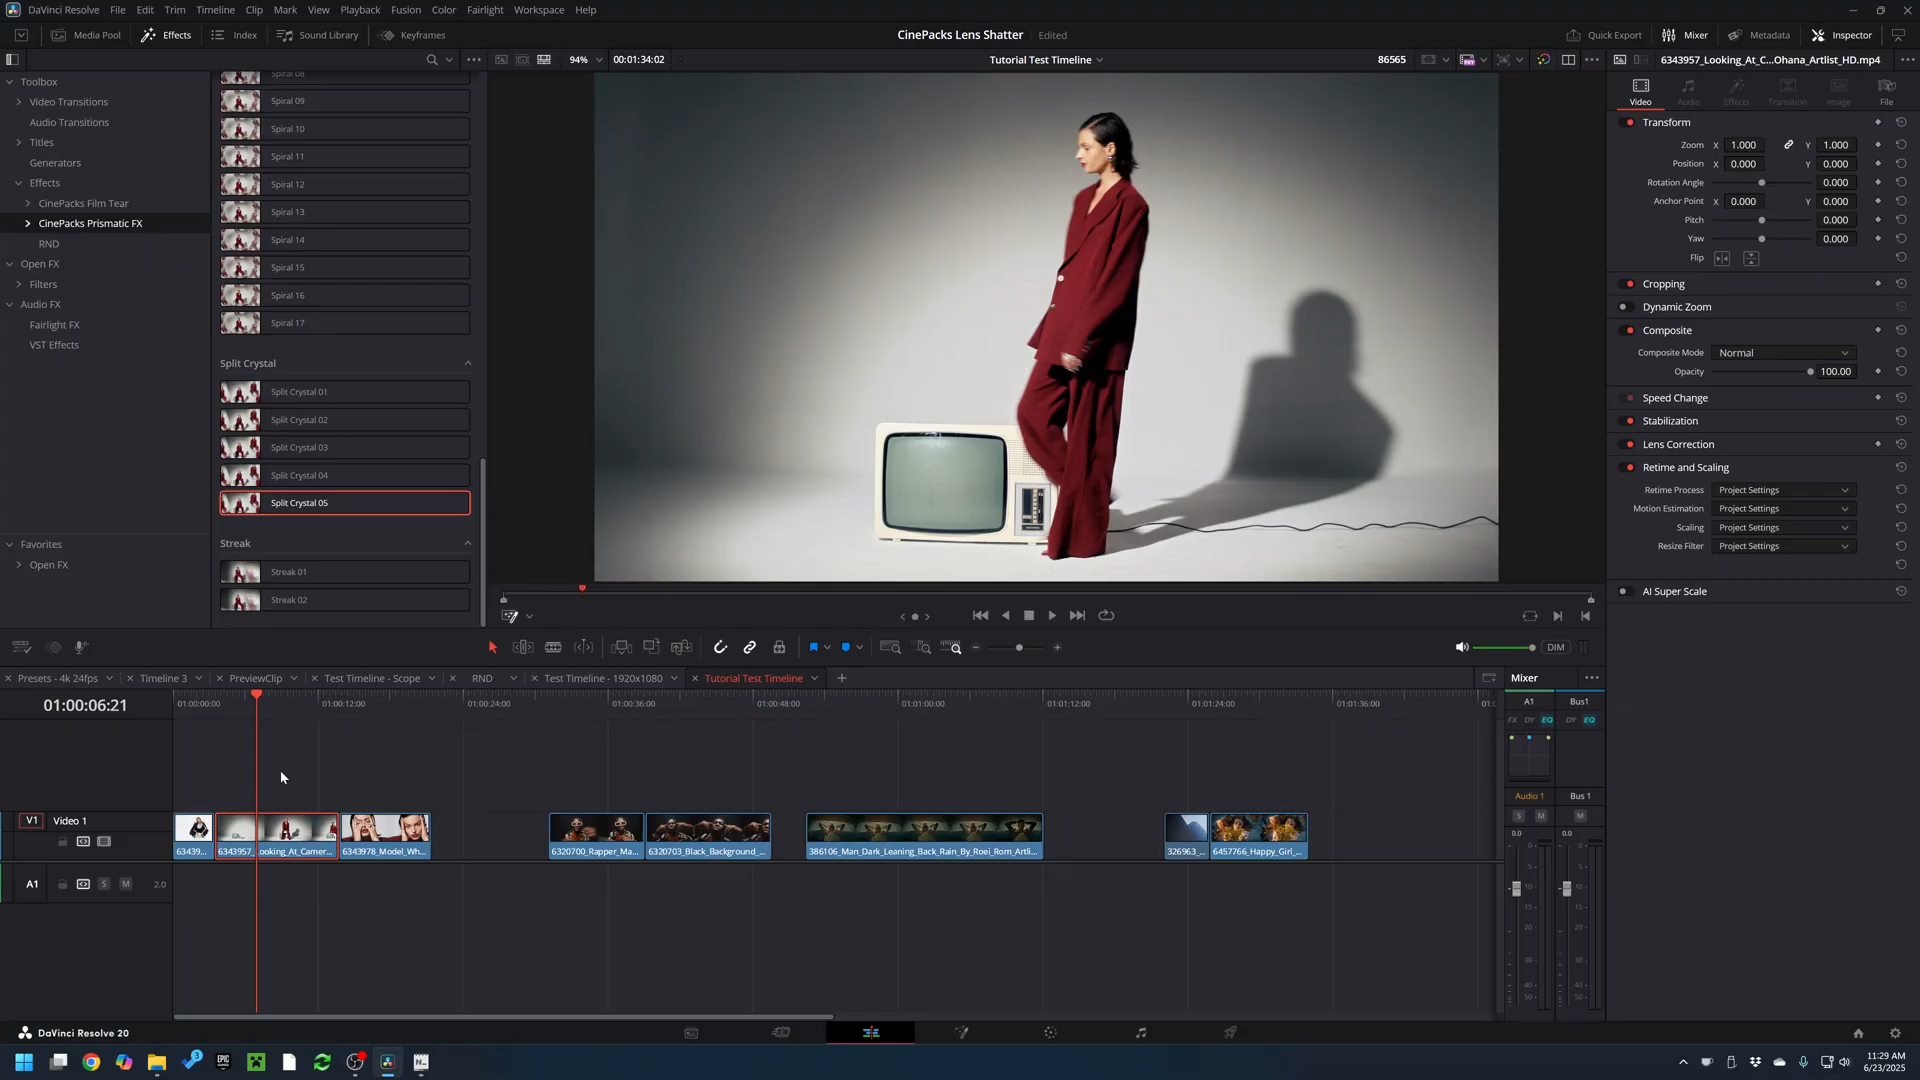 DaVinci Resolve File Edit Trim Timeline Clip Mark View Playback Fusion Color Fairlight Workspace Help
Media Pool Effects Index Sound Library Keyframes CinePacks Lens Shatter Edited Quick Export Mixer Metadata Inspector
94% 00:01:34:02 Tutorial Test Timeline 86565 6343957_Looking_At_C...Ohana_Artlist_HD.mp4
Toolbox
Video Transitions
Audio Transitions
Titles
Generators
Effects
CinePacks Film Tear
CinePacks Prismatic FX
RND
Open FX
Filters
Audio FX
Fairlight FX
VST Effects
Favorites
Open FX
Spiral 08
Spiral 09
Spiral 10
Spiral 11
Spiral 12
Spiral 13
Spiral 14
Spiral 15
Spiral 16
Spiral 17
Split Crystal
Split Crystal 01
Split Crystal 02
Split Crystal 03
Split Crystal 04
Split Crystal 05
Streak
Streak 01
Streak 02
Video Audio Effects Transition Image File
Transform
Zoom X 1.000 Y 1.000
Position X 0.000 Y 0.000
Rotation Angle 0.000
Anchor Point X 0.000 Y 0.000
Pitch 0.000
Yaw 0.000
Flip
Cropping
Dynamic Zoom
Composite
Composite Mode Normal
Opacity 100.00
Speed Change
Stabilization
Lens Correction
Retime and Scaling
Retime Process Project Settings
Motion Estimation Project Settings
Scaling Project Settings
Resize Filter Project Settings
AI Super Scale
DIM
Presets - 4k 24fps Timeline 3 PreviewClip Test Timeline - Scope RND Test Timeline - 1920x1080 Tutorial Test Timeline
01:00:06:21
01:00:00:00 01:00:12:00 01:00:24:00 01:00:36:00 01:00:48:00 01:01:00:00 01:01:12:00 01:01:24:00 01:01:36:00
V1 Video 1
63439... 6343957_Looking_At_Camer... 6343978_Model_Wh... 6320700_Rapper_Ma... 6320703_Black_Background_... 386106_Man_Dark_Leaning_Back_Rain_By_Roei_Rom_Artli... 326963_... 6457766_Happy_Girl_...
A1 S M 2.0
Mixer
A1 Bus1
FX DY EQ DY EQ
Audio 1 Bus 1
S M M
0.0 0.0
DaVinci Resolve 20
11:29 AM
6/23/2025